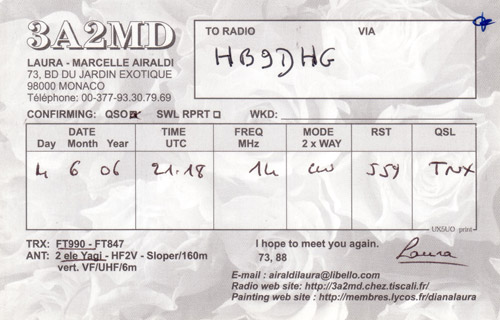 3A2MD
TO RADIO VIA
HB9DHG
LAURA - MARCELLE AIRALDI
73, BD DU JARDIN EXOTIQUE
98000 MONACO
Téléphone: 00-377-93.30.79.69
CONFIRMING: QSO SWL RPRT WKD:
DATE TIME FREQ MODE RST QSL
Day Month Year UTC MHz 2 x WAY
4 6 06 21.18 14 CW 559 TNX
UX5UO print
TRX: FT990 - FT847
ANT: 2 ele Yagi - HF2V - Sloper/160m
vert. VF/UHF/6m
I hope to meet you again.
73, 88
Laura
E-mail : airaldilaura@libello.com
Radio web site: http://3a2md.chez.tiscali.fr/
Painting web site : http://membres.lycos.fr/dianalaura